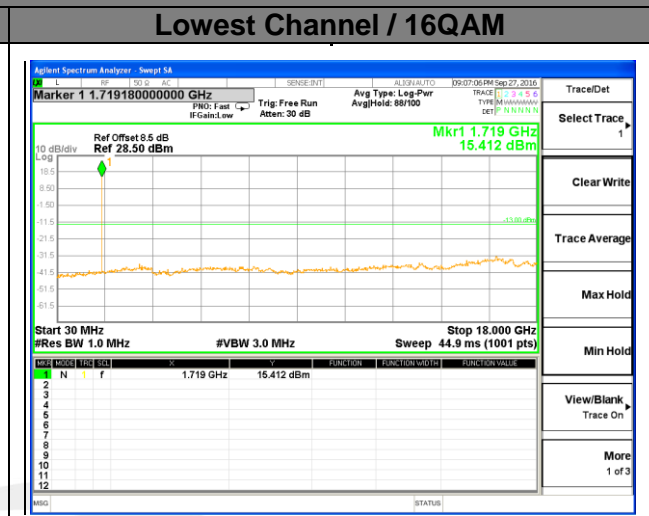 Lowest Channel / 16QAM
Agilent Spectrum Analyzer - Swept SA
L RF 50 Ω AC SENSE:INT ALIGNAUTO 09:07:06 PM Sep 27, 2016
Marker 1 1.719180000000 GHz
PNO: Fast
IFGain:Low
Trig: Free Run
Atten: 30 dB
Avg Type: Log-Pwr
Avg|Hold: 88/100
TRACE 1 2 3 4 5 6
TYPE M WWWWW
DET P N N N N N
Ref Offset 8.5 dB
Ref 28.50 dBm
10 dB/div
Log
Mkr1 1.719 GHz
15.412 dBm
1
18.5
8.50
-1.50
-11.5
-13.00 dBm
-21.5
-31.5
-41.5
-51.5
-61.5
Start 30 MHz
Stop 18.000 GHz
#Res BW 1.0 MHz
#VBW 3.0 MHz
Sweep 44.9 ms (1001 pts)
MKR MODE TRC SCL X Y FUNCTION FUNCTION WIDTH FUNCTION VALUE
1 N 1 f 1.719 GHz 15.412 dBm
2
3
4
5
6
7
8
9
10
11
12
MSG
STATUS
Trace/Det
Select Trace
1
Clear Write
Trace Average
Max Hold
Min Hold
View/Blank
Trace On
More
1 of 3